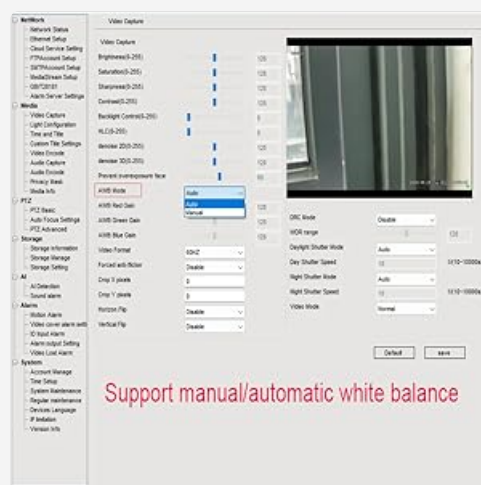 NetWork
Network Status
Ethernet Setup
Cloud Service Setting
FTPAccount Setup
SMTPAccount Setup
MediaStream Setup
GB/T28181
Alarm Server Settings
Media
Video Capture
Light Configuration
Time and Title
Custom Title Settings
Video Encode
Audio Capture
Audio Encode
Privacy Mask
Media Info
PTZ
PTZ Basic
Auto Focus Settings
PTZ Advanced
Storage
Storage Information
Storage Manage
Storage Setting
AI
AI Detection
Sound alarm
Alarm
Motion Alarm
Video cover alarm setti
IO Input Alarm
Alarm output Setting
Video Lost Alarm
System
Account Manage
Time Setup
System Maintenance
Regular maintenance
Devices Language
IP limitation
Version Info
Video Capture
Video Capture
Brightness(0-255) 128
Saturation(0-255) 128
Sharpness(0-255) 128
Contrast(0-255) 128
Backlight Control(0-255)
HLC(0-255)
denoise 2D(0-255) 128
denoise 3D(0-255) 128
Prevent overexposure face
AWB Mode Auto
Auto
Manual
AWB Red Gain 128
AWB Green Gain 128
AWB Blue Gain 128
Video Format 60HZ
Forced anti-flicker Disable
Crop X pixels 0
Crop Y pixels 0
Horizon Flip Disable
Vertical Flip Disable
DRC Mode Disable
WDR range 128
Daylight Shutter Mode Auto
Day Shutter Speed
Night Shutter Mode Auto
Night Shutter Speed
Video Mode Normal
Default save
Support manual/automatic white balance